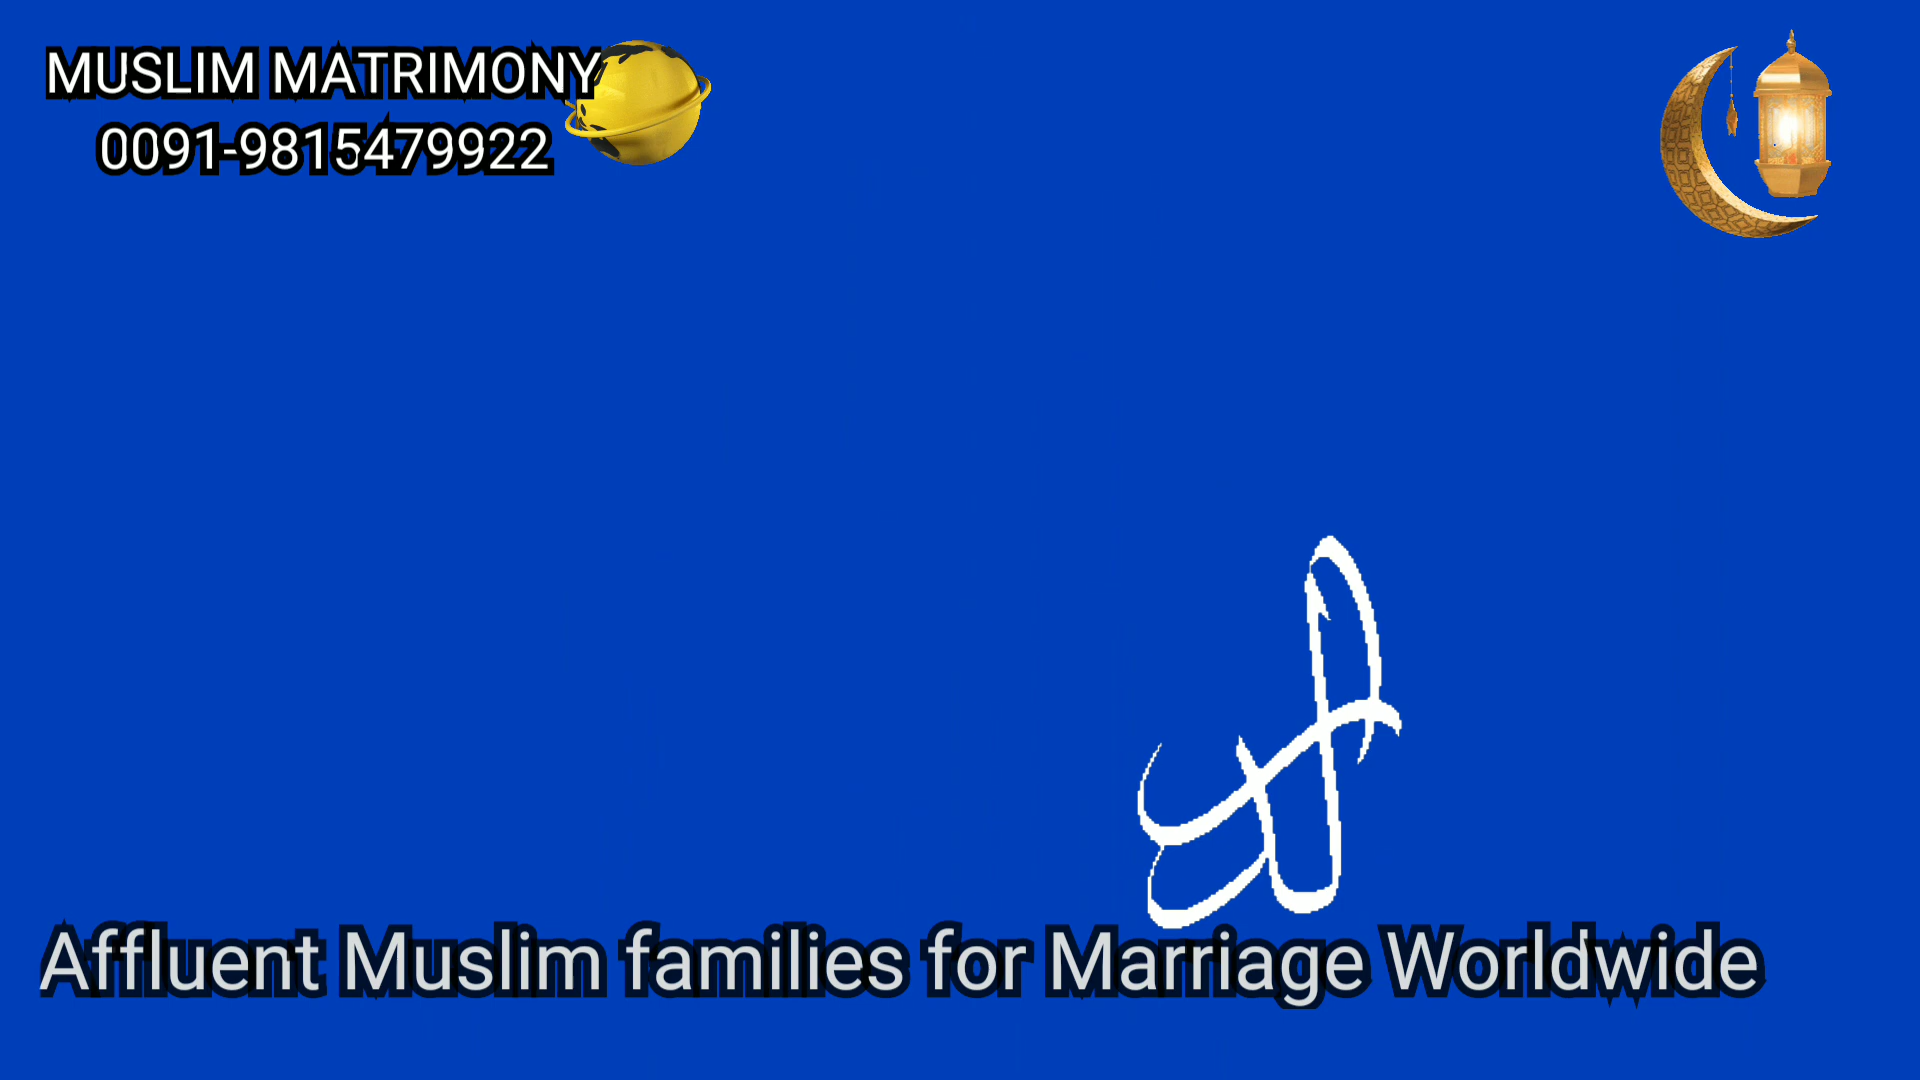 MUSLIM MATRIMONY
0091-9815479922
Affluent Muslim families for Marriage Worldwide